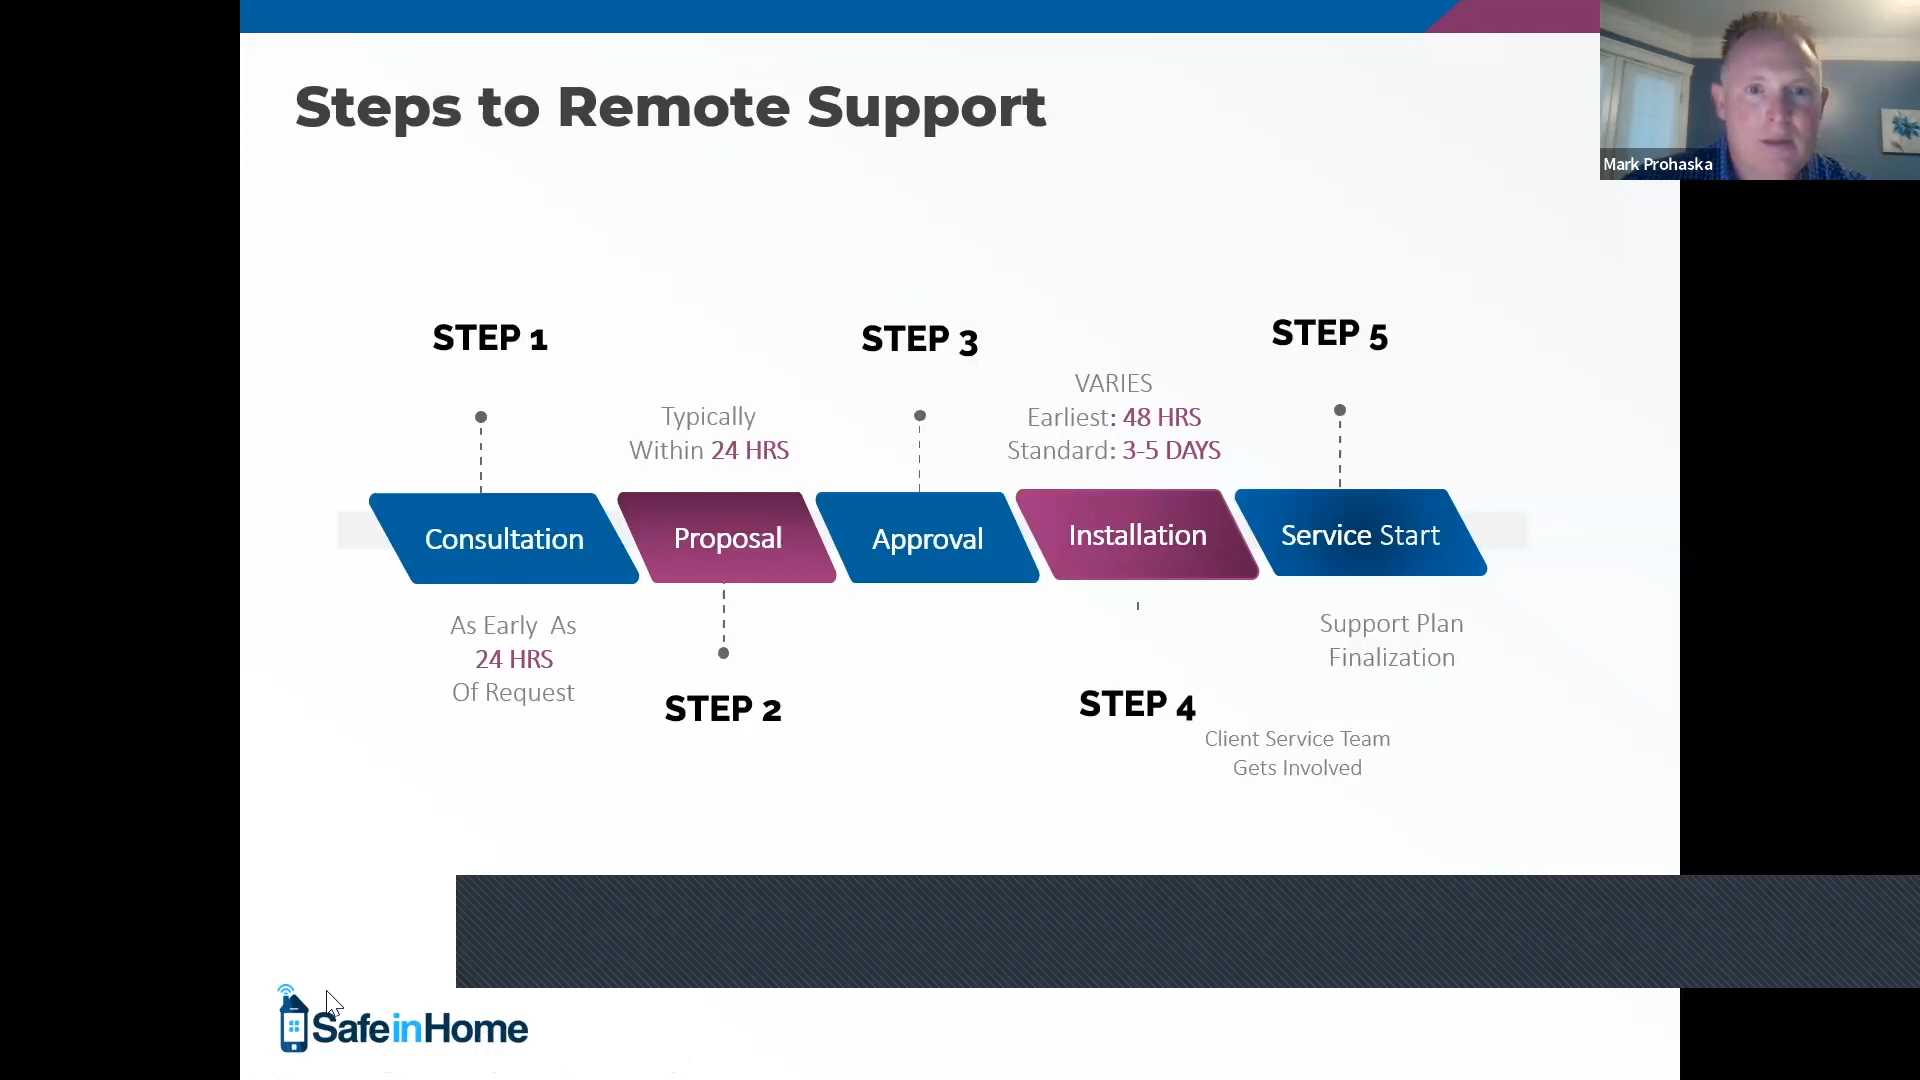 Steps to Remote Support
Mark Prohaska
STEP 1
STEP 3
STEP 5
Typically
Within 24 HRS
VARIES
Earliest: 48 HRS
Standard: 3-5 DAYS
Consultation
Proposal
Approval
Installation
Service Start
As Early As
24 HRS
Of Request
STEP 2
STEP 4
Support Plan
Finalization
Client Service Team
Gets Involved
SafeinHome